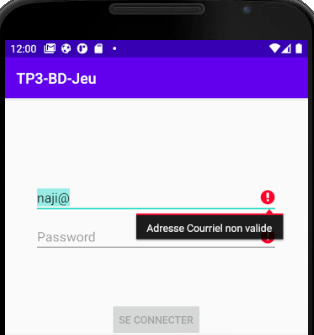 12:00
TP3-BD-Jeu
naji@
Adresse Courriel non valide
Password
SE CONNECTER